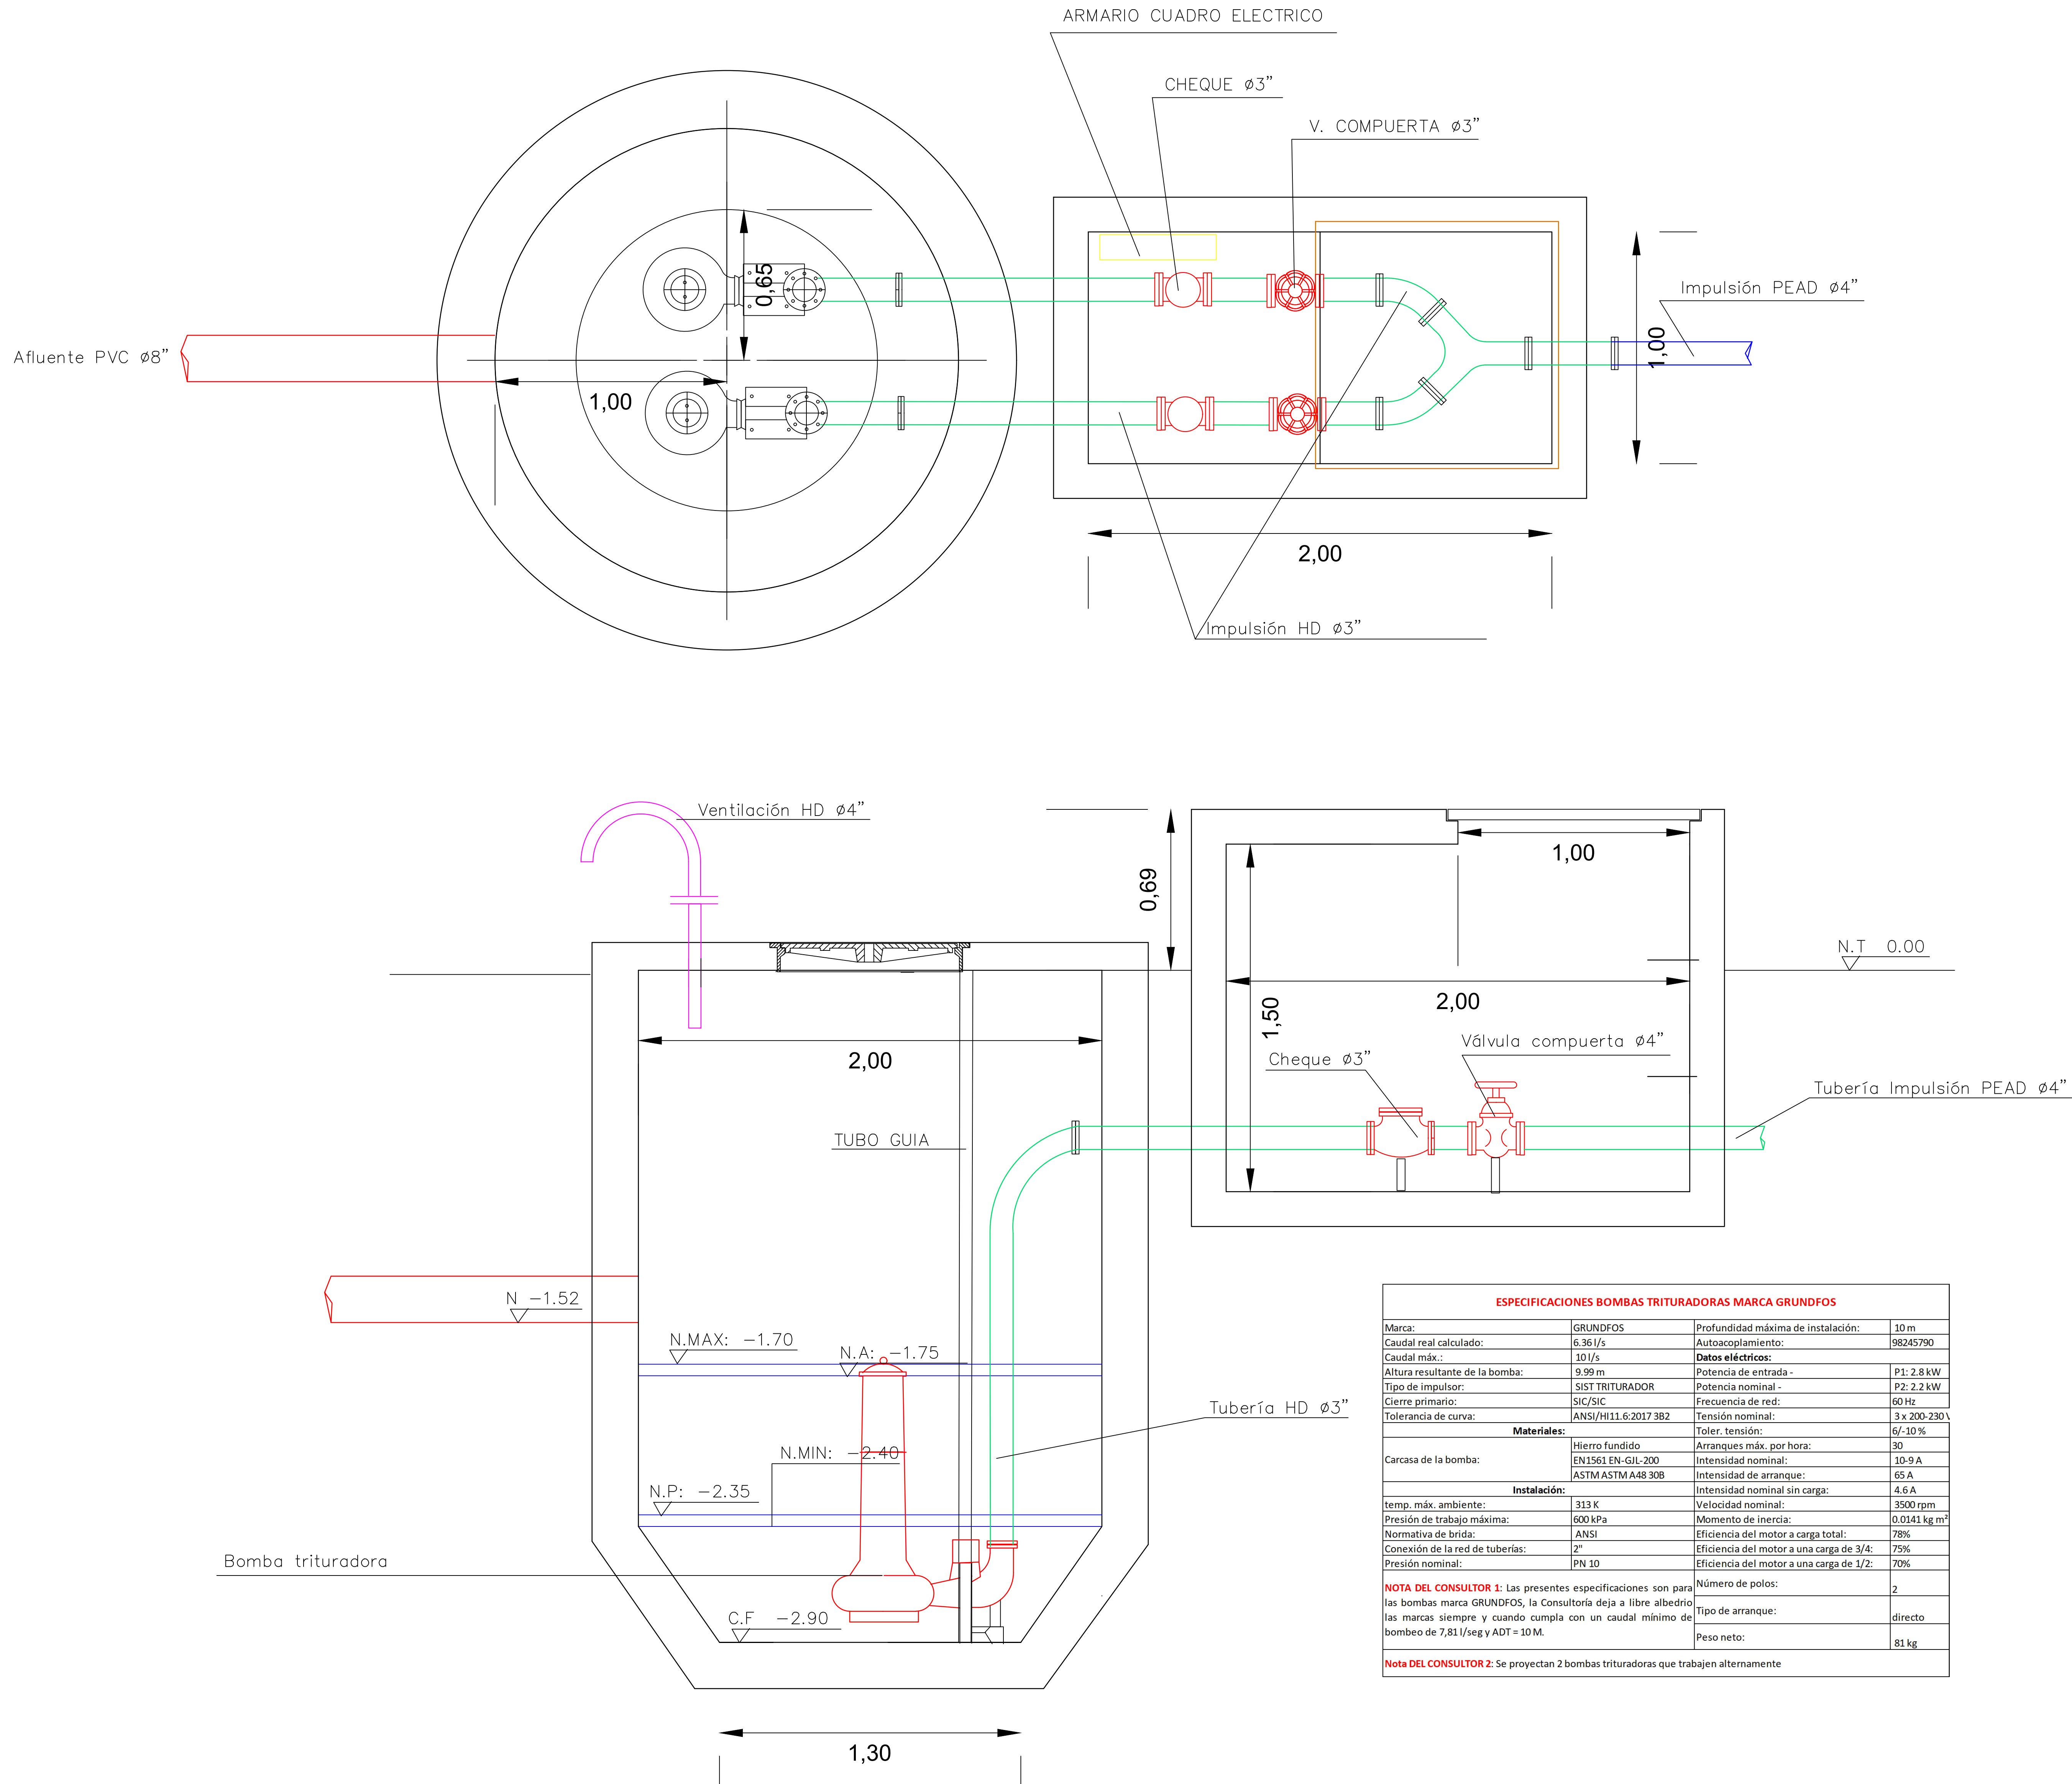 ARMARIO CUADRO ELECTRICO
CHEQUE ø3”
V. COMPUERTA ø3”
Impulsión PEAD ø4”
Afluente PVC ø8”
0,65
1,00
1,00
2,00
Impulsión HD ø3”
Ventilación HD ø4”
0,69
1,00
N.T 0.00
2,00
1,50
Válvula compuerta ø4”
Cheque ø3”
2,00
Tubería Impulsión PEAD ø4”
TUBO GUIA
N −1.52
N.MAX: −1.70
N.A: −1.75
Tubería HD ø3”
N.MIN: −2.40
N.P: −2.35
Bomba trituradora
C.F −2.90
1,30
ESPECIFICACIONES BOMBAS TRITURADORAS MARCA GRUNDFOS
Marca: GRUNDFOS Profundidad máxima de instalación: 10 m
Caudal real calculado: 6.36 l/s Autoacoplamiento: 98245790
Caudal máx.: 10 l/s Datos eléctricos:
Altura resultante de la bomba: 9.99 m Potencia de entrada - P1: 2.8 kW
Tipo de impulsor: SIST TRITURADOR Potencia nominal - P2: 2.2 kW
Cierre primario: SIC/SIC Frecuencia de red: 60 Hz
Tolerancia de curva: ANSI/HI11.6:2017 3B2 Tensión nominal: 3 x 200-230 V
Materiales: Toler. tensión: 6/-10 %
Carcasa de la bomba: Hierro fundido Arranques máx. por hora: 30
EN1561 EN-GJL-200 Intensidad nominal: 10-9 A
ASTM ASTM A48 30B Intensidad de arranque: 65 A
Instalación: Intensidad nominal sin carga: 4.6 A
temp. máx. ambiente: 313 K Velocidad nominal: 3500 rpm
Presión de trabajo máxima: 600 kPa Momento de inercia: 0.0141 kg m²
Normativa de brida: ANSI Eficiencia del motor a carga total: 78%
Conexión de la red de tuberías: 2" Eficiencia del motor a una carga de 3/4: 75%
Presión nominal: PN 10 Eficiencia del motor a una carga de 1/2: 70%
NOTA DEL CONSULTOR 1: Las presentes especificaciones son para
las bombas marca GRUNDFOS, la Consultoría deja a libre albedrio
las marcas siempre y cuando cumpla con un caudal mínimo de
bombeo de 7,81 l/seg y ADT = 10 M.
Número de polos: 2
Tipo de arranque: directo
Peso neto: 81 kg
Nota DEL CONSULTOR 2: Se proyectan 2 bombas trituradoras que trabajen alternamente